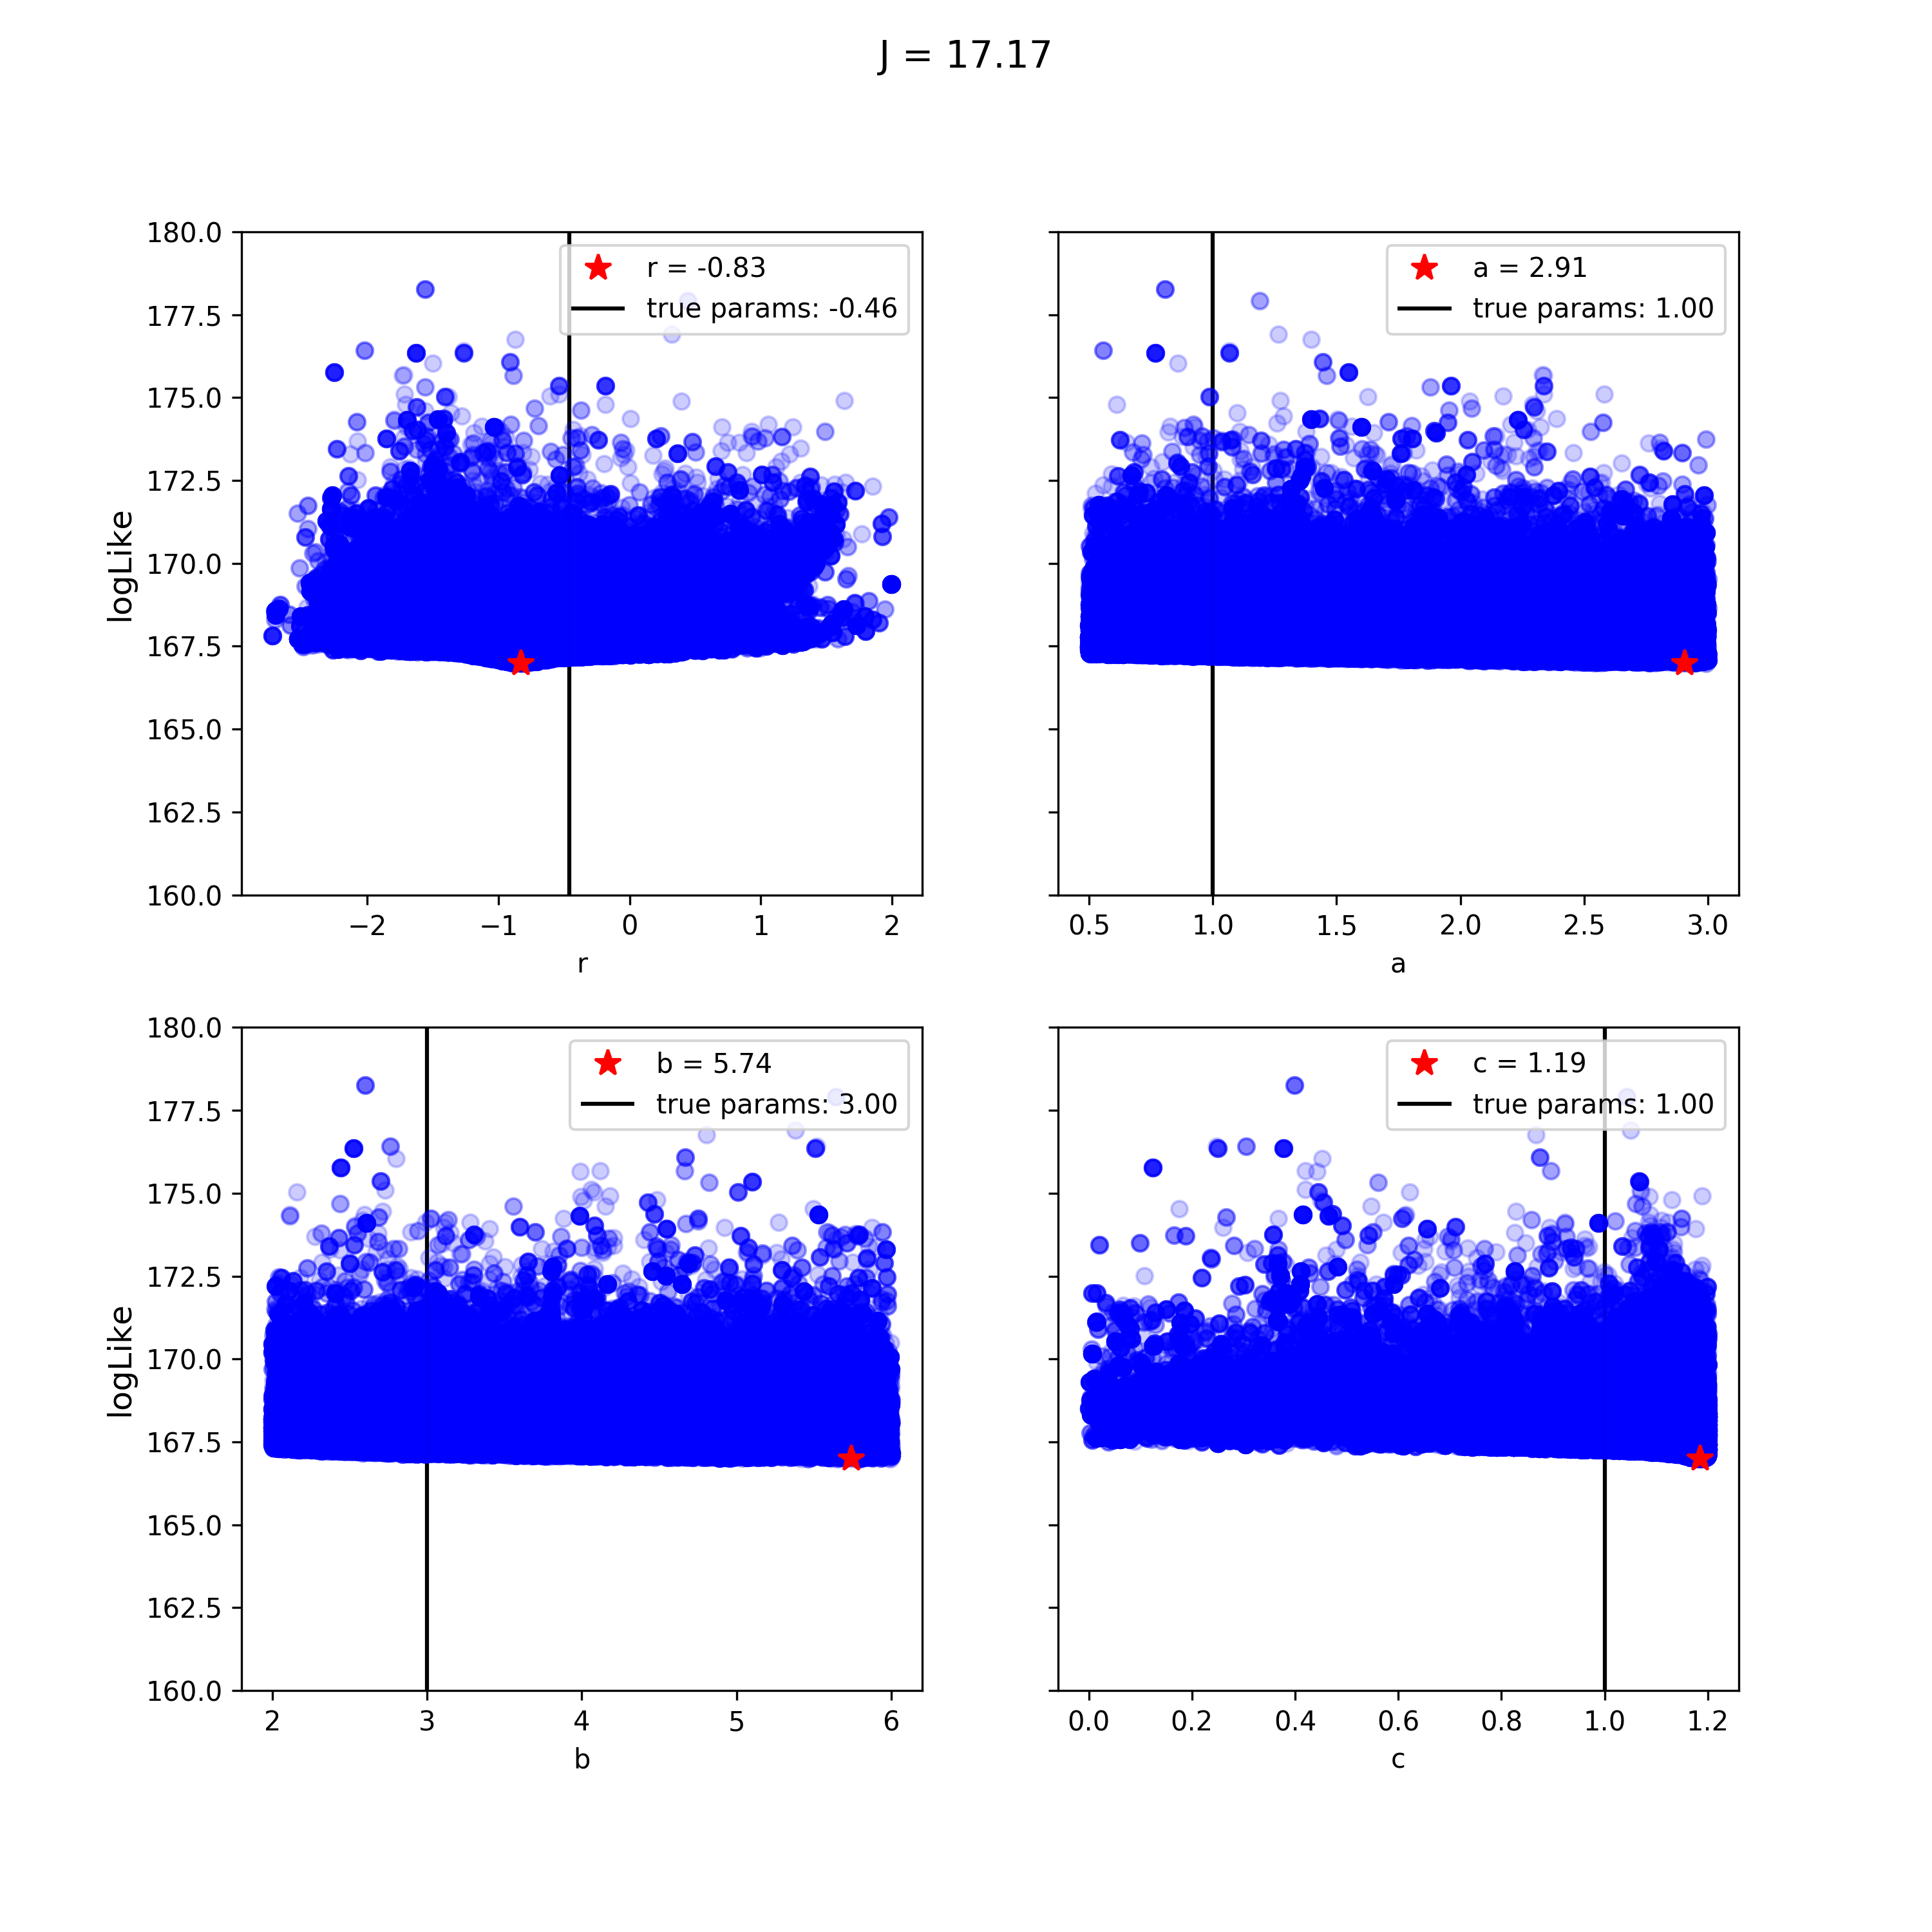 J = 17.17
180.0
177.5
175.0
172.5
170.0
167.5
165.0
162.5
160.0
logLike
r = -0.83
true params: -0.46
−2 −1 0 1 2
r
a = 2.91
true params: 1.00
0.5 1.0 1.5 2.0 2.5 3.0
a
180.0
177.5
175.0
172.5
170.0
167.5
165.0
162.5
160.0
logLike
b = 5.74
true params: 3.00
2 3 4 5 6
b
c = 1.19
true params: 1.00
0.0 0.2 0.4 0.6 0.8 1.0 1.2
c